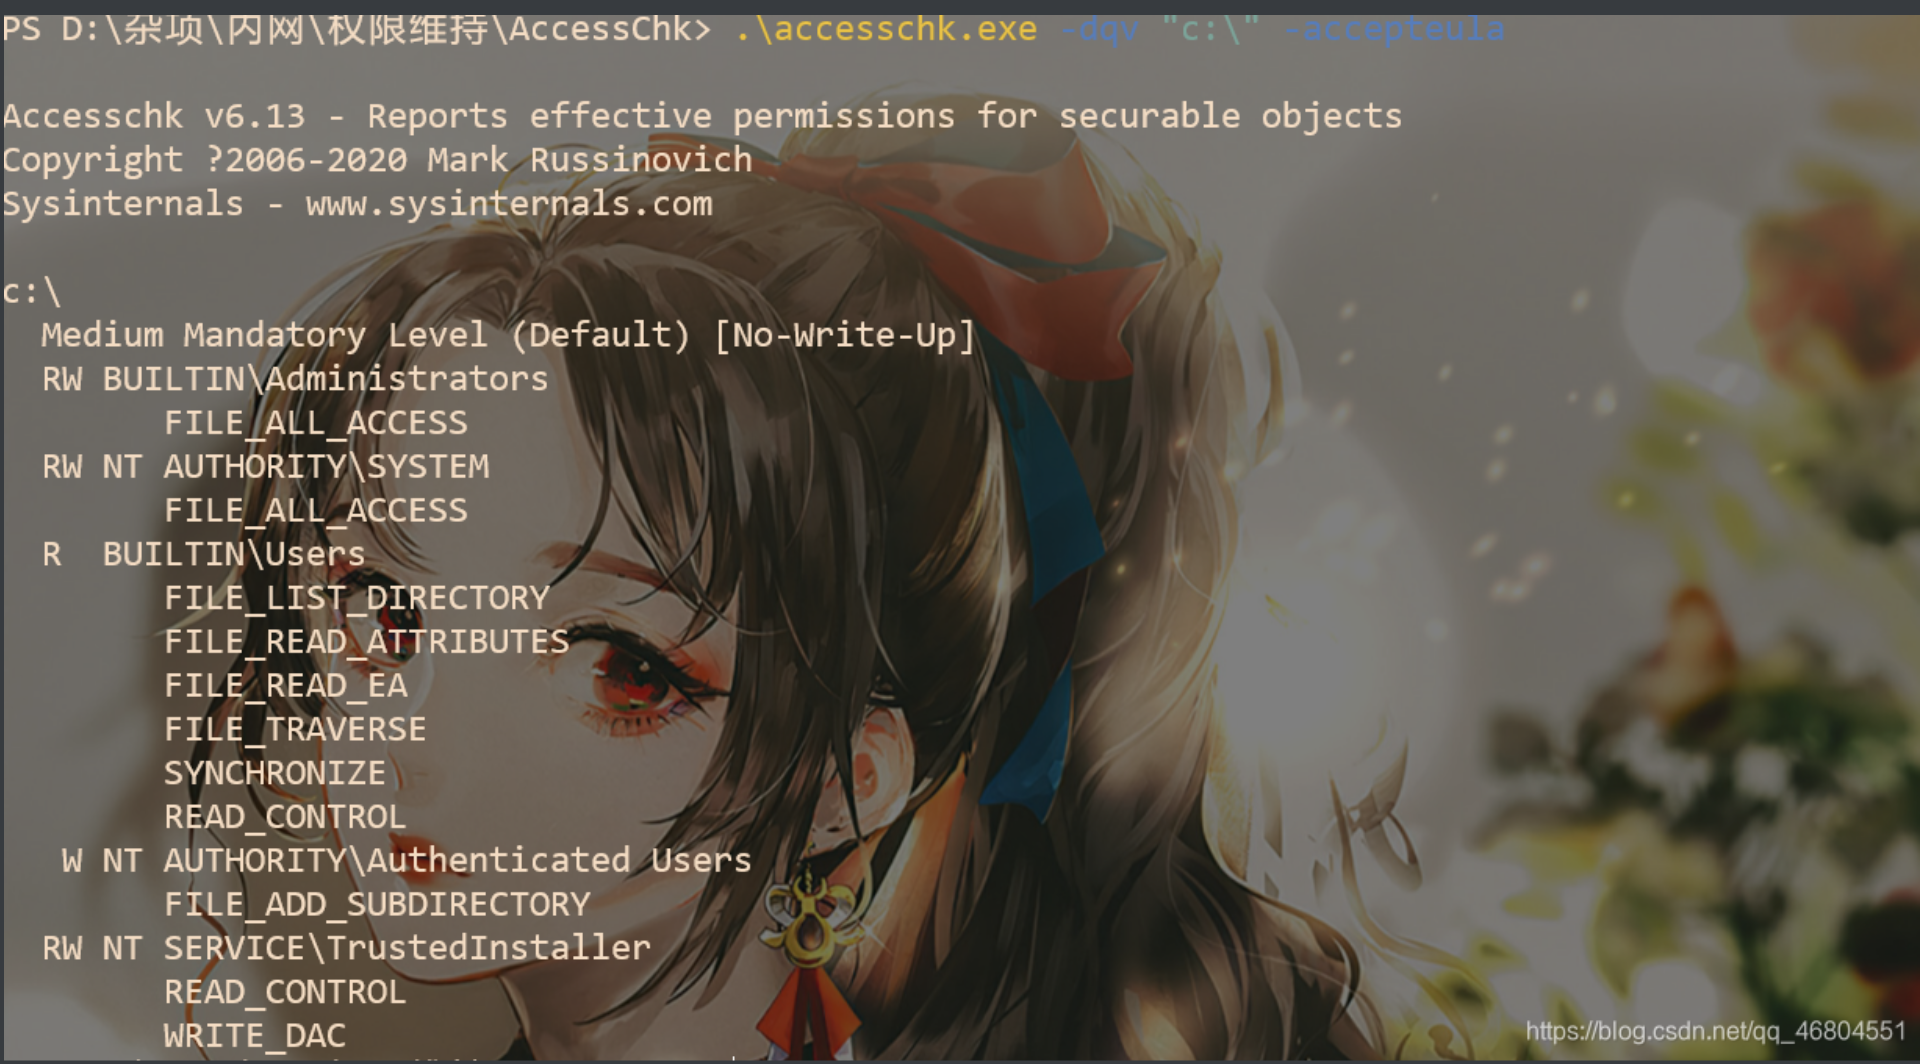 PS D:\杂项\内网\权限维持\AccessChk> .\accesschk.exe -dqv "c:\" -accepteula
Accesschk v6.13 - Reports effective permissions for securable objects
Copyright ?2006-2020 Mark Russinovich
Sysinternals - www.sysinternals.com
c:\
Medium Mandatory Level (Default) [No-Write-Up]
RW BUILTIN\Administrators
FILE_ALL_ACCESS
RW NT AUTHORITY\SYSTEM
FILE_ALL_ACCESS
R  BUILTIN\Users
FILE_LIST_DIRECTORY
FILE_READ_ATTRIBUTES
FILE_READ_EA
FILE_TRAVERSE
SYNCHRONIZE
READ_CONTROL
W NT AUTHORITY\Authenticated Users
FILE_ADD_SUBDIRECTORY
RW NT SERVICE\TrustedInstaller
READ_CONTROL
WRITE_DAC
https://blog.csdn.net/qq_46804551